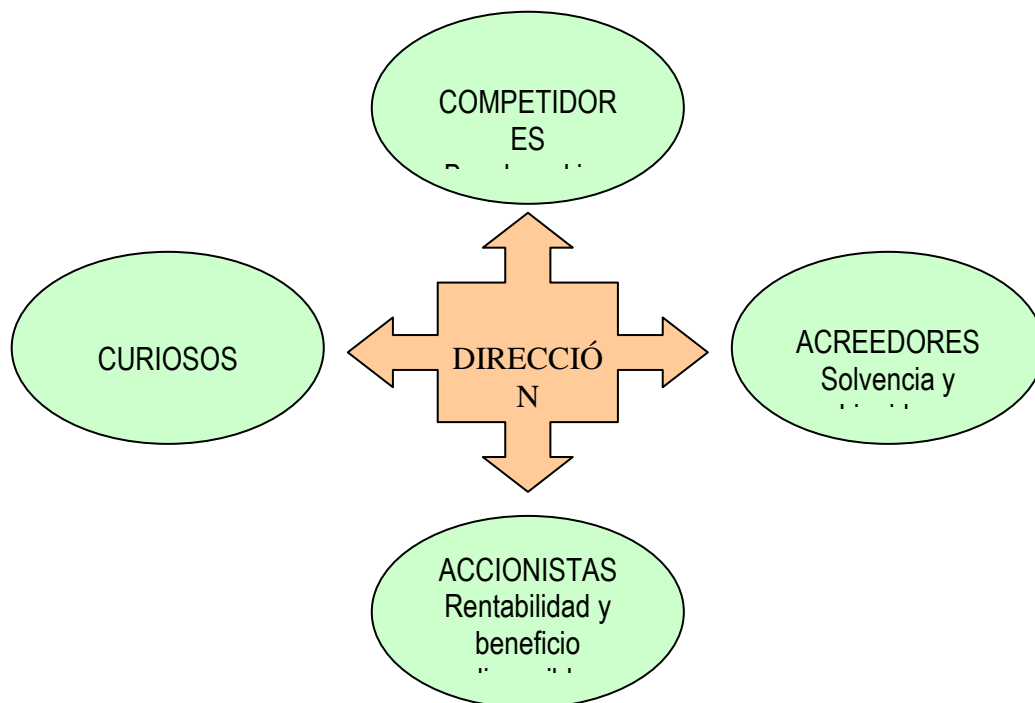 COMPETIDOR
ES
CURIOSOS
DIRECCIÓ
N
ACREEDORES
Solvencia y
ACCIONISTAS
Rentabilidad y
beneficio